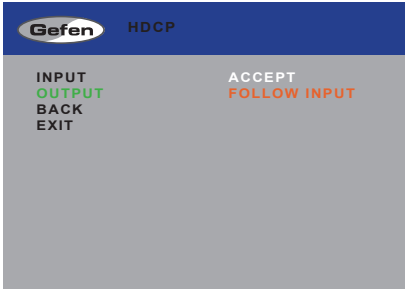 Gefen HDCP
INPUT ACCEPT
OUTPUT FOLLOW INPUT
BACK
EXIT